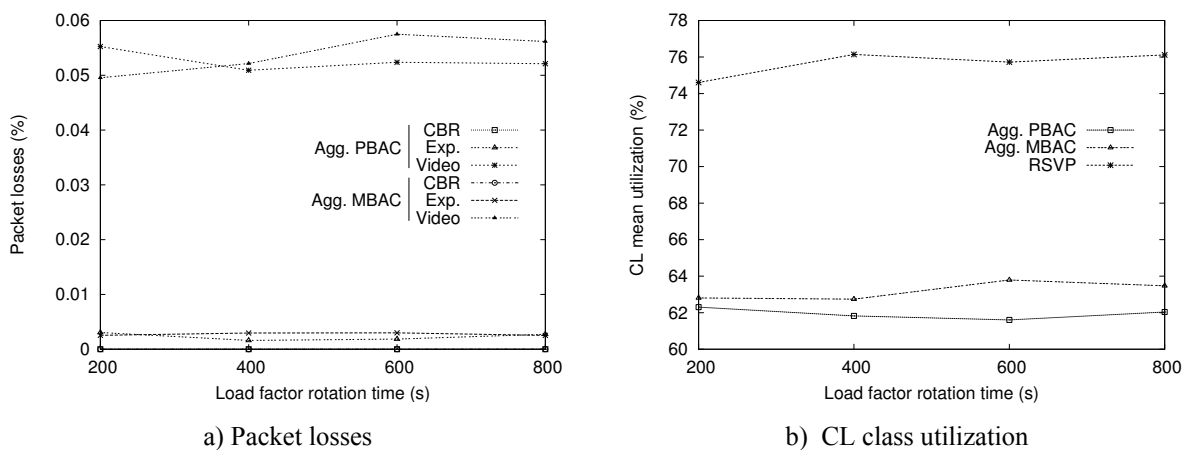 0.06
0.05
0.04
0.03
0.02
0.01
0
200
400
600
800
Packet losses (%)
Load factor rotation time (s)
Agg. PBAC
CBR
Exp.
Video
Agg. MBAC
CBR
Exp.
Video
a) Packet losses
78
76
74
72
70
68
66
64
62
60
200
400
600
800
CL mean utilization (%)
Load factor rotation time (s)
Agg. PBAC
Agg. MBAC
RSVP
b) CL class utilization